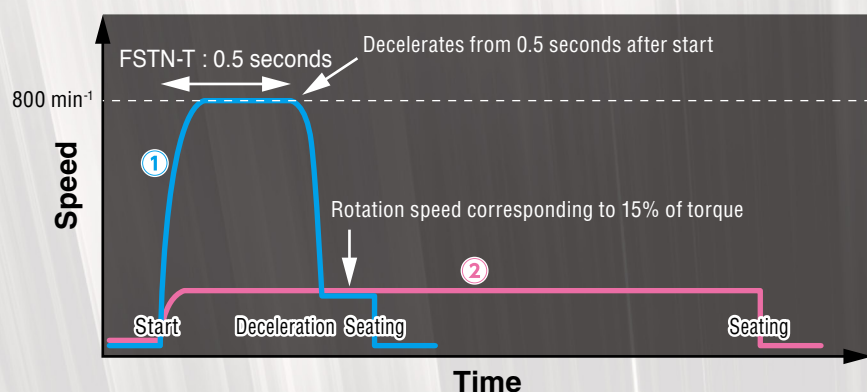 FSTN-T : 0.5 seconds
Decelerates from 0.5 seconds after start
800 min-1
1
Speed
Rotation speed corresponding to 15% of torque
2
Start
Deceleration
Seating
Seating
Time